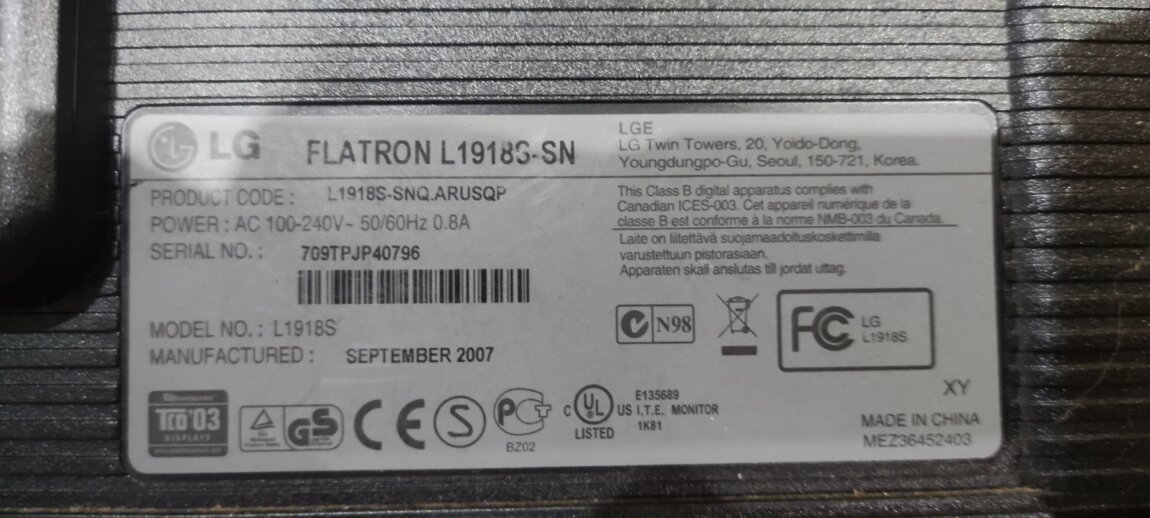 LG FLATRON L1918S-SN
LGE
LG Twin Towers, 20, Yoido-Dong,
Youngdungpo-Gu, Seoul, 150-721, Korea.
PRODUCT CODE : L1918S-SNQ.ARUSQP
POWER : AC 100-240V~ 50/60Hz 0.8A
SERIAL NO. : 709TPJP40796
This Class B digital apparatus complies with
Canadian ICES-003. Cet appareil numérique de la
classe B est conforme à la norme NMB-003 du Canada.
Laite on liitettävä suojamaadoituskoskettimilla
varustettuun pistorasiaan.
Apparaten skall anslutas till jordat uttag.
MODEL NO. : L1918S
MANUFACTURED : SEPTEMBER 2007
N98
FC LG
L1918S
TCO'03
DISPLAYS
GS
CE
S
PCT
BZ02
C UL US
LISTED
E135689
I.T.E. MONITOR
1K81
XY
MADE IN CHINA
MEZ36452403